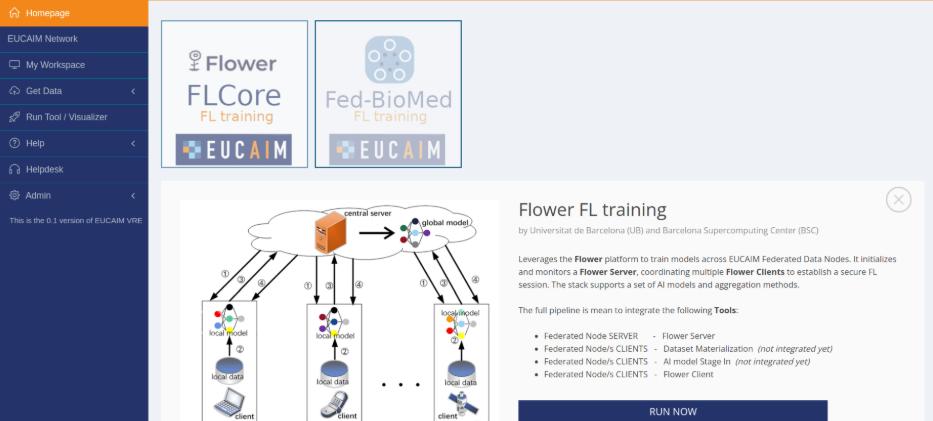 Homepage
EUCAIM Network
My Workspace
Get Data
Run Tool / Visualizer
Help
Helpdesk
Admin
This is the 0.1 version of EUCAIM VRE
Flower
FLCore
FL training
EUCAIM
Fed-BioMed
FL training
EUCAIM
central server
global model
① ③ ④ ① ③ ④ ① ③ ④
local model
local model
local model
② ② ②
local data
local data
local data
. . .
client
client
client
Flower FL training
by Universitat de Barcelona (UB) and Barcelona Supercomputing Center (BSC)
Leverages the Flower platform to train models across EUCAIM Federated Data Nodes. It initializes
and monitors a Flower Server, coordinating multiple Flower Clients to establish a secure FL
session. The stack supports a set of AI models and aggregation methods.
The full pipeline is mean to integrate the following Tools:
• Federated Node SERVER - Flower Server
• Federated Node/s CLIENTS - Dataset Materialization (not integrated yet)
• Federated Node/s CLIENTS - AI model Stage In (not integrated yet)
• Federated Node/s CLIENTS - Flower Client
RUN NOW